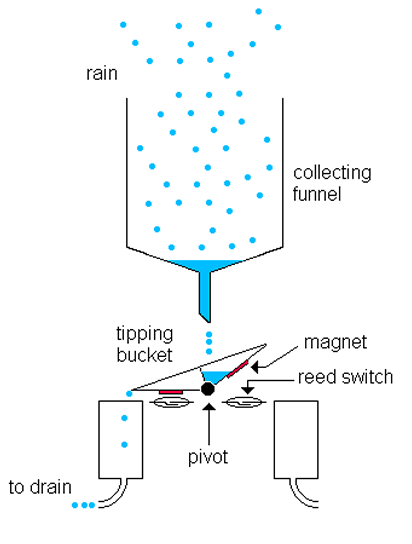 rain
collecting
funnel
tipping
bucket
magnet
reed switch
pivot
to drain